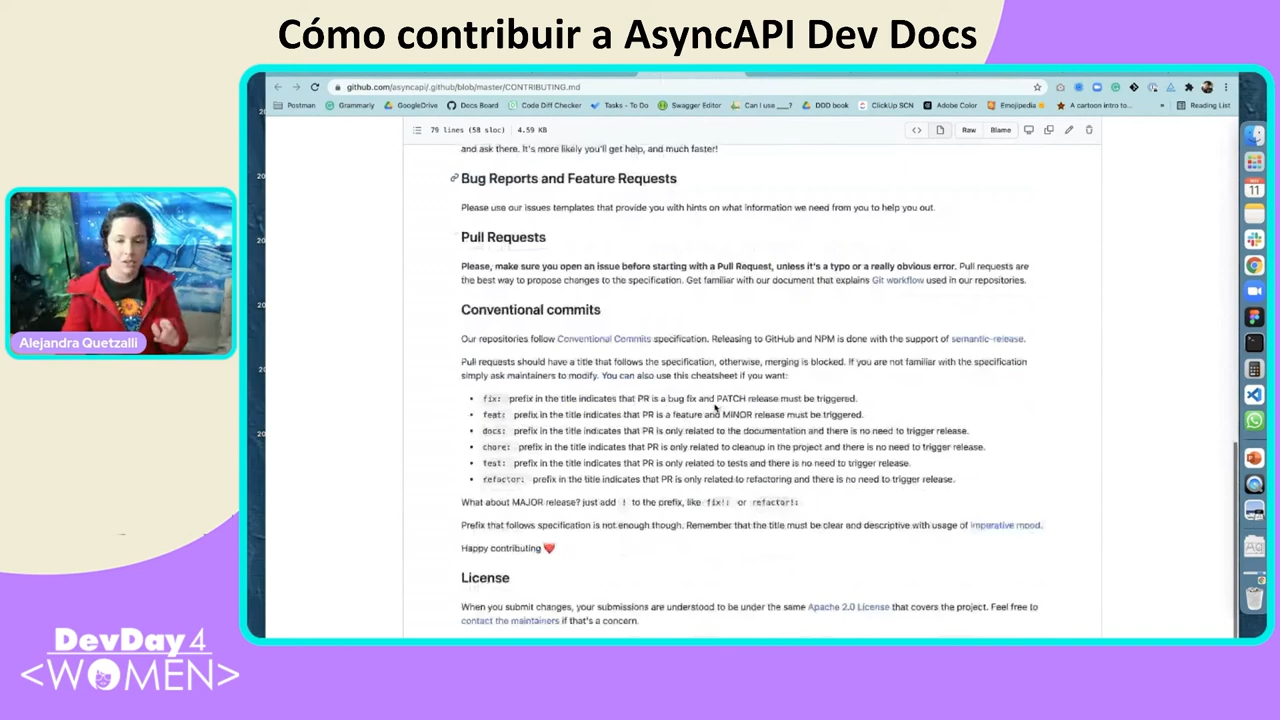 Cómo contribuir a AsyncAPI Dev Docs
github.com/asyncapi/.github/blob/master/CONTRIBUTING.md
Postman Grammarly GoogleDrive Docs Board Code Diff Checker Tasks - To Do Swagger Editor Can I use ___? DDD book ClickUp SCN Adobe Color Emojipedia A cartoon intro to... » Reading List
79 lines (58 sloc) 4.59 KB
Raw Blame
and ask there. It's more likely you'll get help, and much faster!
Bug Reports and Feature Requests
Please use our issues templates that provide you with hints on what information we need from you to help you out.
Pull Requests
Please, make sure you open an issue before starting with a Pull Request, unless it's a typo or a really obvious error. Pull requests are
the best way to propose changes to the specification. Get familiar with our document that explains Git workflow used in our repositories.
Conventional commits
Our repositories follow Conventional Commits specification. Releasing to GitHub and NPM is done with the support of semantic-release.
Pull requests should have a title that follows the specification, otherwise, merging is blocked. If you are not familiar with the specification
simply ask maintainers to modify. You can also use this cheatsheet if you want:
• fix: prefix in the title indicates that PR is a bug fix and PATCH release must be triggered.
• feat: prefix in the title indicates that PR is a feature and MINOR release must be triggered.
• docs: prefix in the title indicates that PR is only related to the documentation and there is no need to trigger release.
• chore: prefix in the title indicates that PR is only related to cleanup in the project and there is no need to trigger release.
• test: prefix in the title indicates that PR is only related to tests and there is no need to trigger release.
• refactor: prefix in the title indicates that PR is only related to refactoring and there is no need to trigger release.
What about MAJOR release? just add ! to the prefix, like fix!: or refactor!:
Prefix that follows specification is not enough though. Remember that the title must be clear and descriptive with usage of imperative mood.
Happy contributing ❤️
License
When you submit changes, your submissions are understood to be under the same Apache 2.0 License that covers the project. Feel free to
contact the maintainers if that's a concern.
11
Alejandra Quetzalli
DevDay4
<WOMEN>